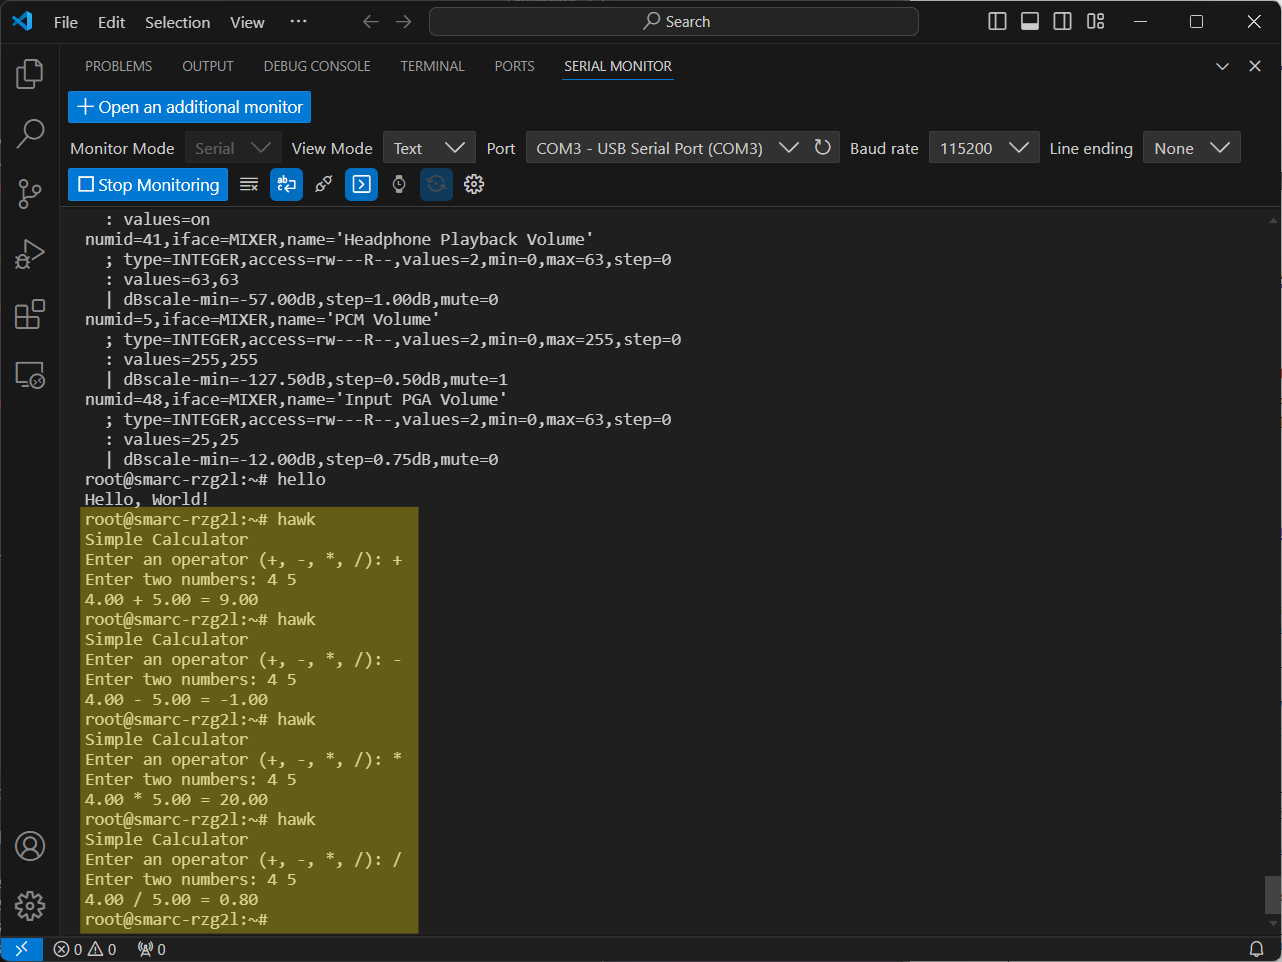 File Edit Selection View ··· Search
PROBLEMS OUTPUT DEBUG CONSOLE TERMINAL PORTS SERIAL MONITOR
Open an additional monitor
Monitor Mode Serial View Mode Text Port COM3 - USB Serial Port (COM3) Baud rate 115200 Line ending None
Stop Monitoring
: values=on
numid=41,iface=MIXER,name='Headphone Playback Volume'
; type=INTEGER,access=rw---R--,values=2,min=0,max=63,step=0
: values=63,63
| dBscale-min=-57.00dB,step=1.00dB,mute=0
numid=5,iface=MIXER,name='PCM Volume'
; type=INTEGER,access=rw---R--,values=2,min=0,max=255,step=0
: values=255,255
| dBscale-min=-127.50dB,step=0.50dB,mute=1
numid=48,iface=MIXER,name='Input PGA Volume'
; type=INTEGER,access=rw---R--,values=2,min=0,max=63,step=0
: values=25,25
| dBscale-min=-12.00dB,step=0.75dB,mute=0
root@smarc-rzg2l:~# hello
Hello, World!
root@smarc-rzg2l:~# hawk
Simple Calculator
Enter an operator (+, -, *, /): +
Enter two numbers: 4 5
4.00 + 5.00 = 9.00
root@smarc-rzg2l:~# hawk
Simple Calculator
Enter an operator (+, -, *, /): -
Enter two numbers: 4 5
4.00 - 5.00 = -1.00
root@smarc-rzg2l:~# hawk
Simple Calculator
Enter an operator (+, -, *, /): *
Enter two numbers: 4 5
4.00 * 5.00 = 20.00
root@smarc-rzg2l:~# hawk
Simple Calculator
Enter an operator (+, -, *, /): /
Enter two numbers: 4 5
4.00 / 5.00 = 0.80
root@smarc-rzg2l:~#
0 0 0